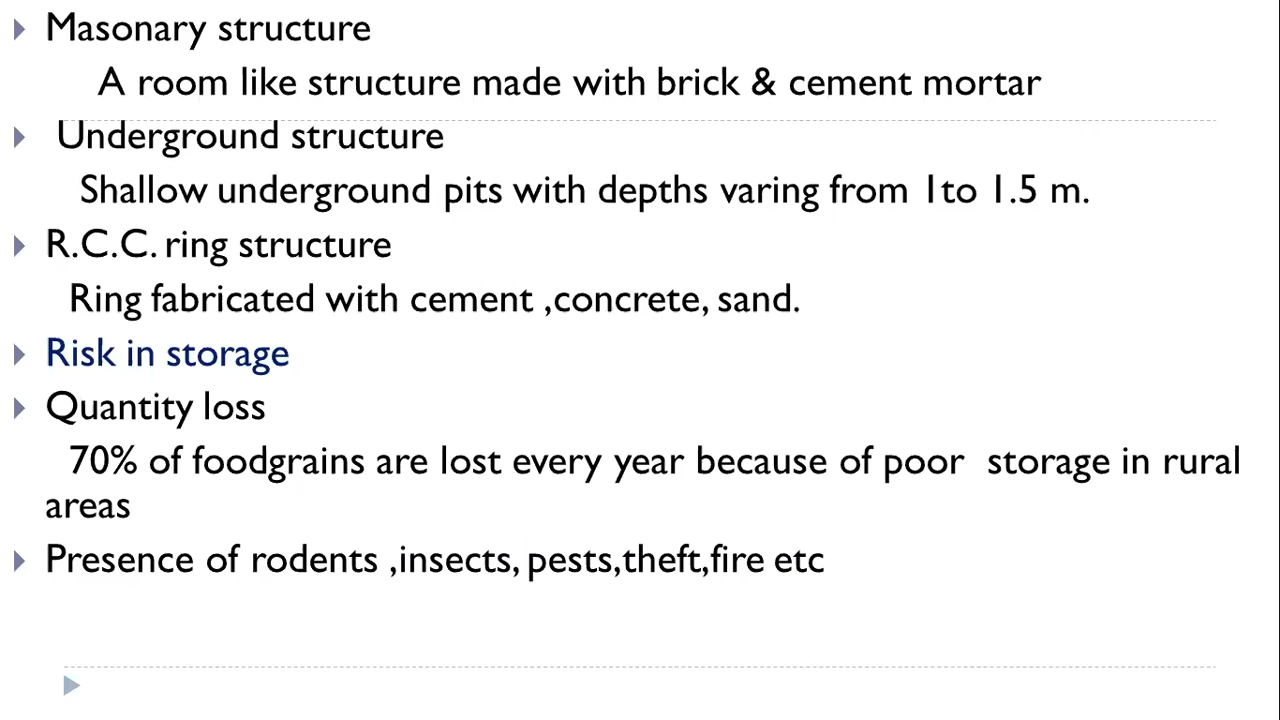 Masonary structure
A room like structure made with brick & cement mortar
Underground structure
Shallow underground pits with depths varing from 1to 1.5 m.
R.C.C. ring structure
Ring fabricated with cement ,concrete, sand.
Risk in storage
Quantity loss
70% of foodgrains are lost every year because of poor storage in rural
areas
Presence of rodents ,insects, pests,theft,fire etc